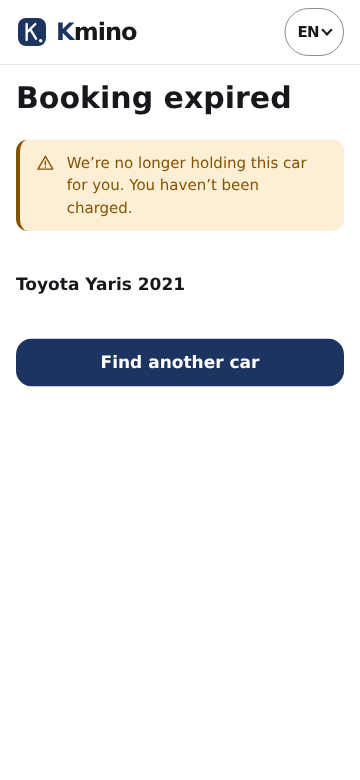 K.
Kmino
EN
Booking expired
We’re no longer holding this car
for you. You haven’t been
charged.
Toyota Yaris 2021
Find another car